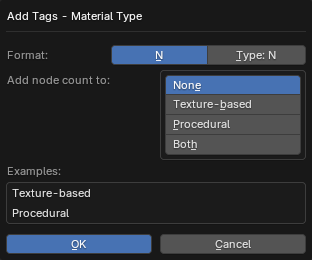 Add Tags - Material Type
Format: N Type: N
Add node count to: None
Texture-based
Procedural
Both
Examples:
Texture-based
Procedural
OK Cancel